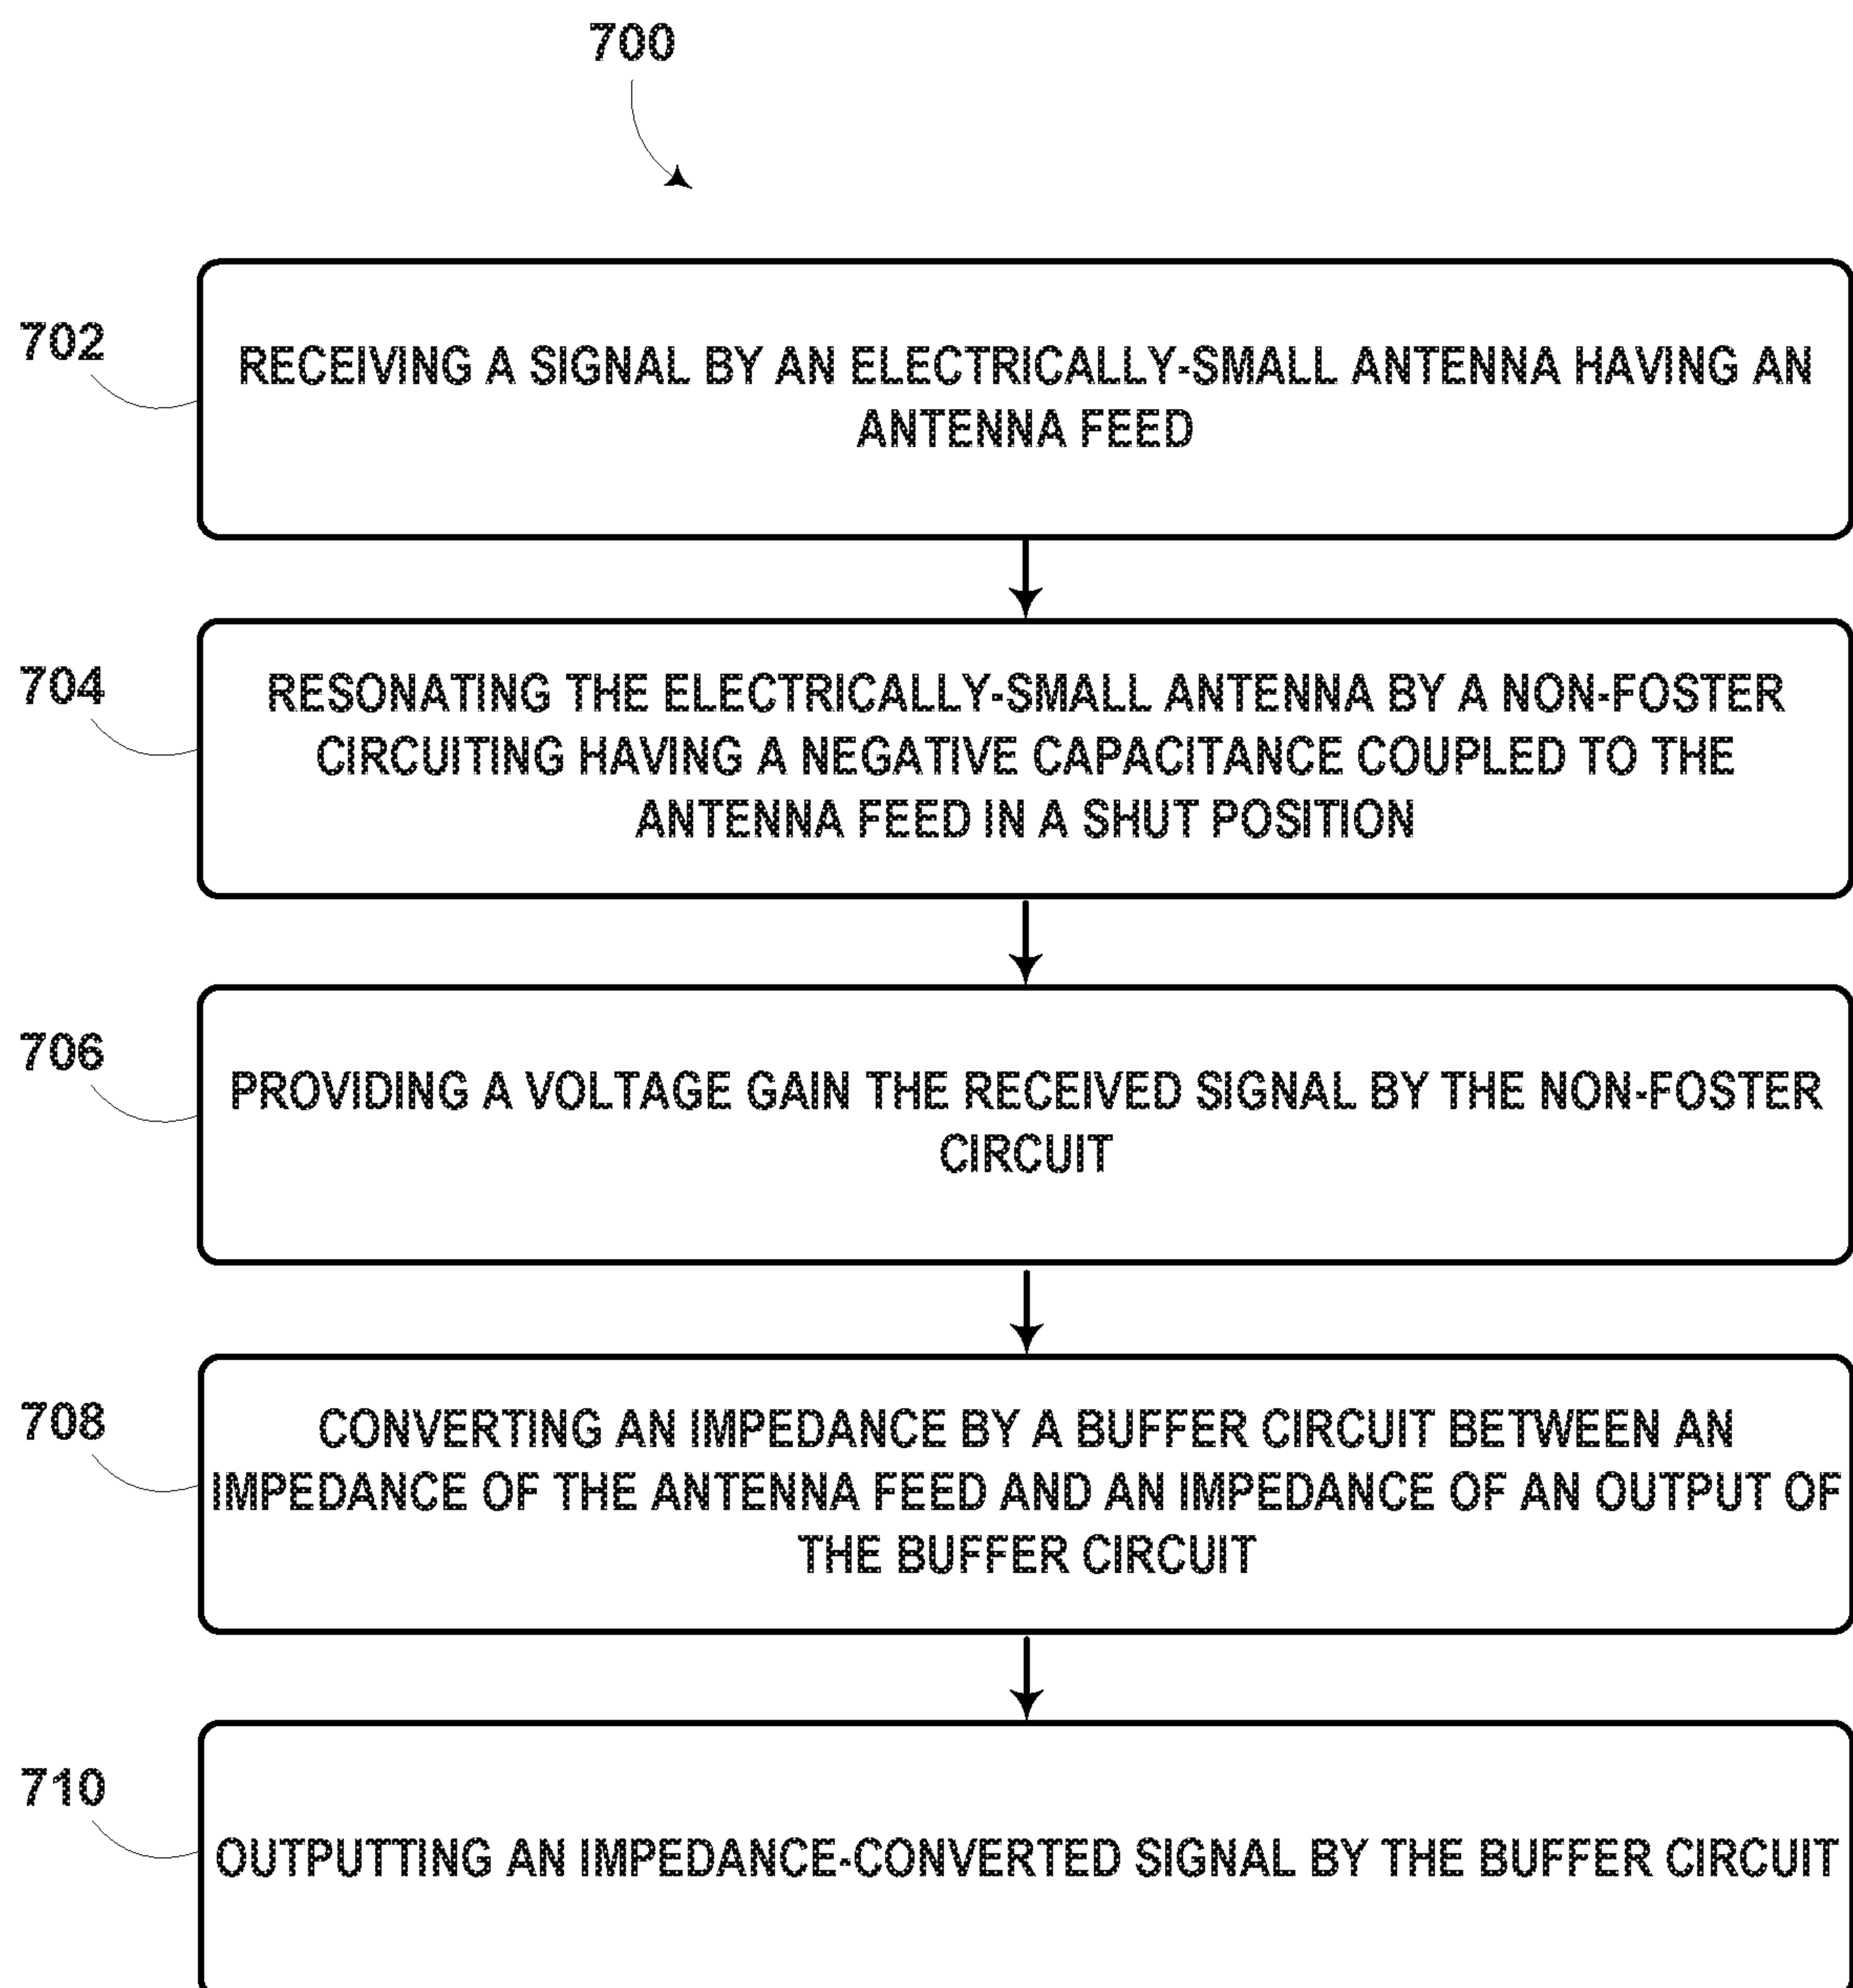 700
702
RECEIVING A SIGNAL BY AN ELECTRICALLY-SMALL ANTENNA HAVING AN
ANTENNA FEED
704
RESONATING THE ELECTRICALLY-SMALL ANTENNA BY A NON-FOSTER
CIRCUITING HAVING A NEGATIVE CAPACITANCE COUPLED TO THE
ANTENNA FEED IN A SHUT POSITION
706
PROVIDING A VOLTAGE GAIN THE RECEIVED SIGNAL BY THE NON-FOSTER
CIRCUIT
708
CONVERTING AN IMPEDANCE BY A BUFFER CIRCUIT BETWEEN AN
IMPEDANCE OF THE ANTENNA FEED AND AN IMPEDANCE OF AN OUTPUT OF
THE BUFFER CIRCUIT
710
OUTPUTTING AN IMPEDANCE-CONVERTED SIGNAL BY THE BUFFER CIRCUIT